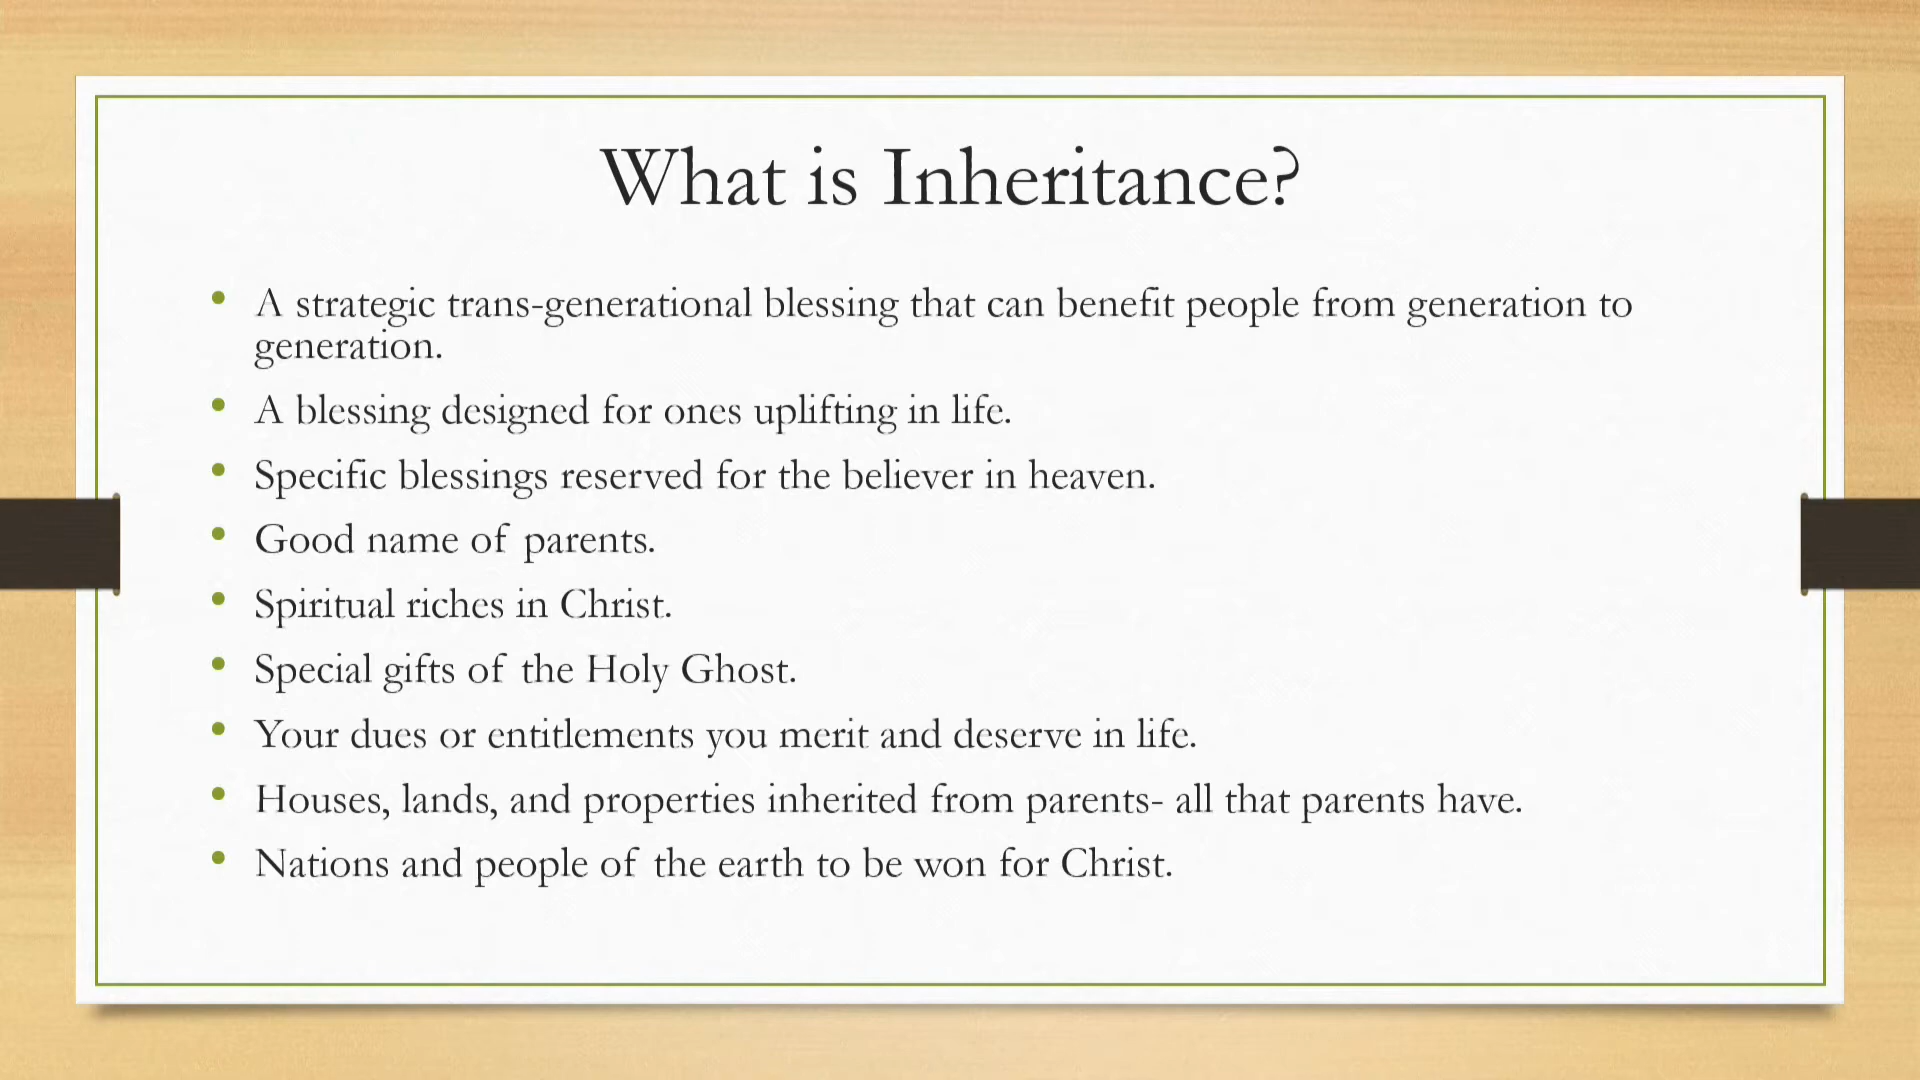 What is Inheritance?
• A strategic trans-generational blessing that can benefit people from generation to
generation.
• A blessing designed for ones uplifting in life.
• Specific blessings reserved for the believer in heaven.
• Good name of parents.
• Spiritual riches in Christ.
• Special gifts of the Holy Ghost.
• Your dues or entitlements you merit and deserve in life.
• Houses, lands, and properties inherited from parents- all that parents have.
• Nations and people of the earth to be won for Christ.